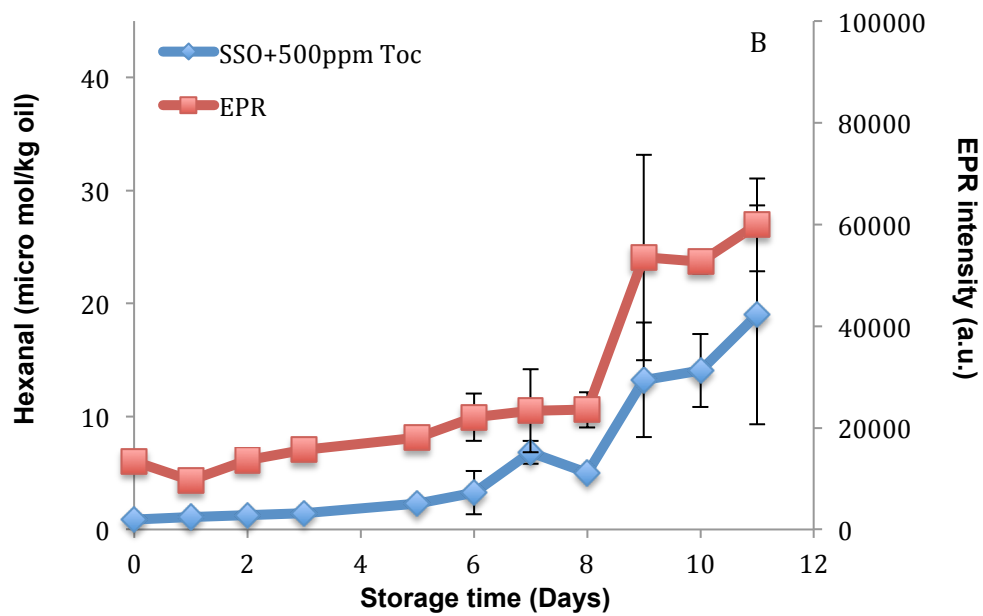 B
SSO+500ppm Toc
EPR
Hexanal (micro mol/kg oil)
40
30
20
10
0
100000
80000
60000
40000
20000
0
EPR intensity (a.u.)
0 2 4 6 8 10 12
Storage time (Days)